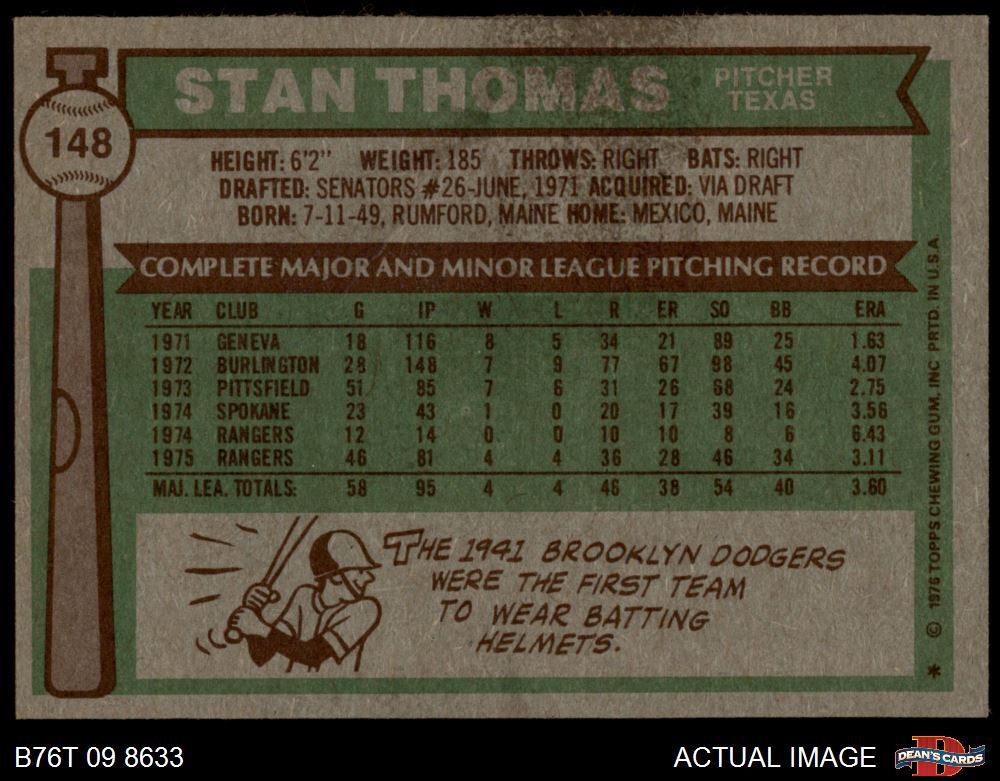 STAN THOMAS PITCHER
TEXAS
148
HEIGHT: 6'2" WEIGHT: 185 THROWS: RIGHT BATS: RIGHT
DRAFTED: SENATORS #26-JUNE, 1971 ACQUIRED: VIA DRAFT
BORN: 7-11-49, RUMFORD, MAINE HOME: MEXICO, MAINE
COMPLETE MAJOR AND MINOR LEAGUE PITCHING RECORD
YEAR CLUB G IP W L R ER SO BB ERA
1971 GENEVA 18 116 8 5 34 21 89 25 1.63
1972 BURLINGTON 28 148 7 9 77 67 98 45 4.07
1973 PITTSFIELD 51 85 7 6 31 26 68 24 2.75
1974 SPOKANE 23 43 1 0 20 17 39 16 3.56
1974 RANGERS 12 14 0 0 10 10 8 6 6.43
1975 RANGERS 46 81 4 4 36 28 46 34 3.11
MAJ. LEA. TOTALS: 58 95 4 4 46 38 54 40 3.60
THE 1941 BROOKLYN DODGERS
WERE THE FIRST TEAM
TO WEAR BATTING
HELMETS.
* © 1976 TOPPS CHEWING GUM, INC PRTD. IN U.S.A.
B76T 09 8633
ACTUAL IMAGE
D
DEAN'S CARDS